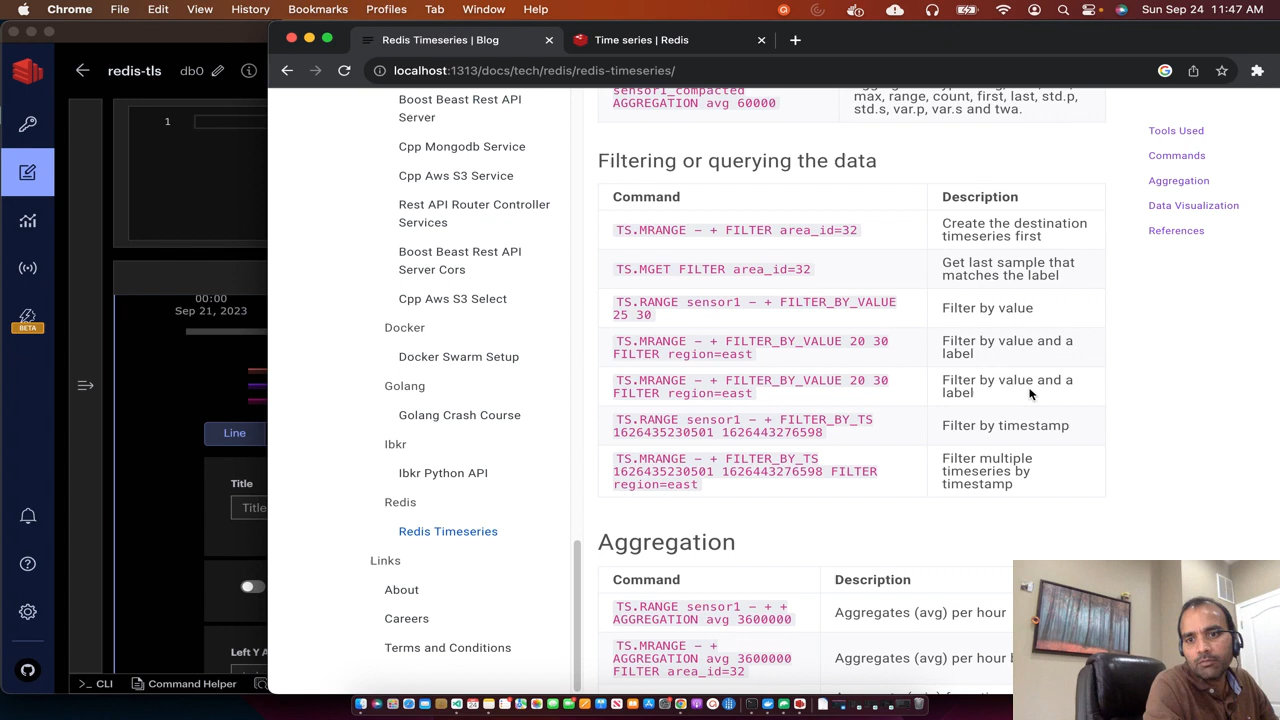 Chrome File Edit View History Bookmarks Profiles Tab Window Help
Sun Sep 24 11:47 AM
redis-tls db0
Redis Timeseries | Blog
Time series | Redis
localhost:1313/docs/tech/redis/redis-timeseries/
1
BETA
00:00
Sep 21, 2023
Line
Title
Title
Left Y A
>_ CLI Command Helper
Boost Beast Rest API
Server
Cpp Mongodb Service
Cpp Aws S3 Service
Rest API Router Controller
Services
Boost Beast Rest API
Server Cors
Cpp Aws S3 Select
Docker
Docker Swarm Setup
Golang
Golang Crash Course
Ibkr
Ibkr Python API
Redis
Redis Timeseries
Links
About
Careers
Terms and Conditions
sensor1_compacted
AGGREGATION avg 60000
max, range, count, first, last, std.p,
std.s, var.p, var.s and twa.
Filtering or querying the data
Command Description
TS.MRANGE - + FILTER area_id=32
Create the destination
timeseries first
TS.MGET FILTER area_id=32
Get last sample that
matches the label
TS.RANGE sensor1 - + FILTER_BY_VALUE
25 30
Filter by value
TS.MRANGE - + FILTER_BY_VALUE 20 30
FILTER region=east
Filter by value and a
label
TS.MRANGE - + FILTER_BY_VALUE 20 30
FILTER region=east
Filter by value and a
label
TS.RANGE sensor1 - + FILTER_BY_TS
1626435230501 1626443276598
Filter by timestamp
TS.MRANGE - + FILTER_BY_TS
1626435230501 1626443276598 FILTER
region=east
Filter multiple
timeseries by
timestamp
Aggregation
Command Description
TS.RANGE sensor1 - + +
AGGREGATION avg 3600000
Aggregates (avg) per hour
TS.MRANGE - +
AGGREGATION avg 3600000
FILTER area_id=32
Aggregates (avg) per hour b
Tools Used
Commands
Aggregation
Data Visualization
References